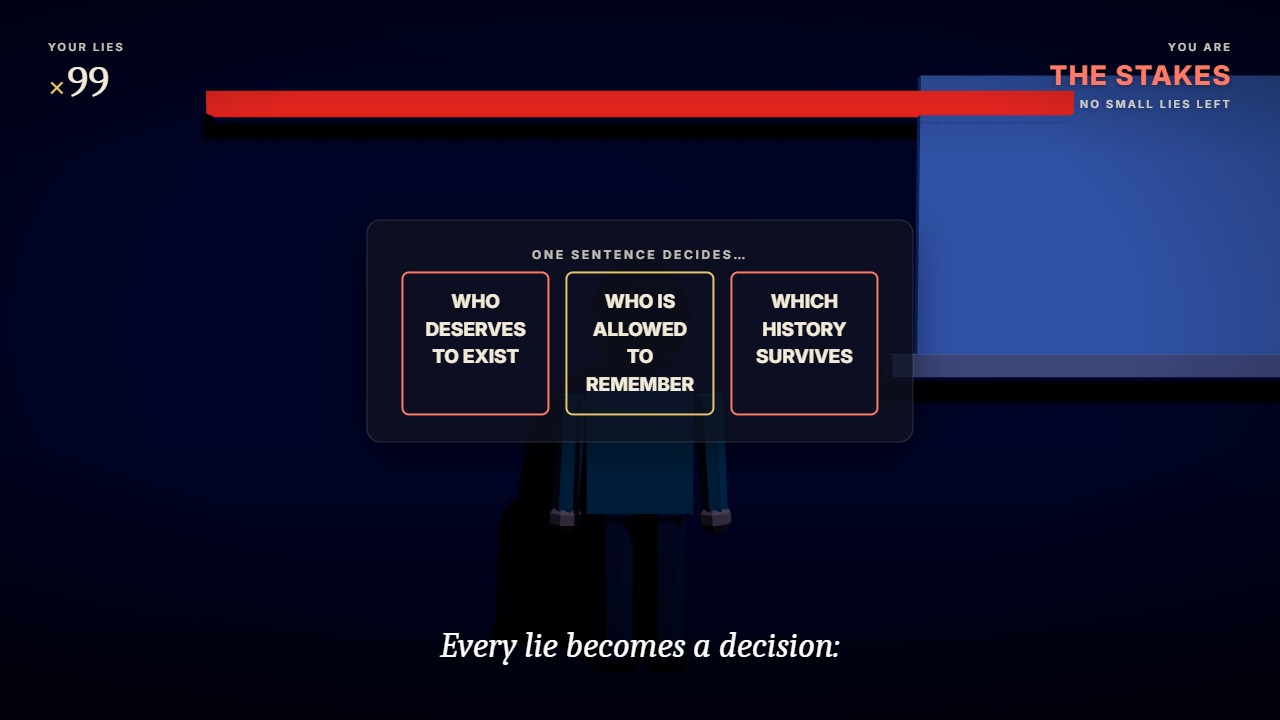 YOUR LIES
×99
YOU ARE
THE STAKES
NO SMALL LIES LEFT
ONE SENTENCE DECIDES…
WHO
DESERVES
TO EXIST
WHO IS
ALLOWED
TO
REMEMBER
WHICH
HISTORY
SURVIVES
Every lie becomes a decision: